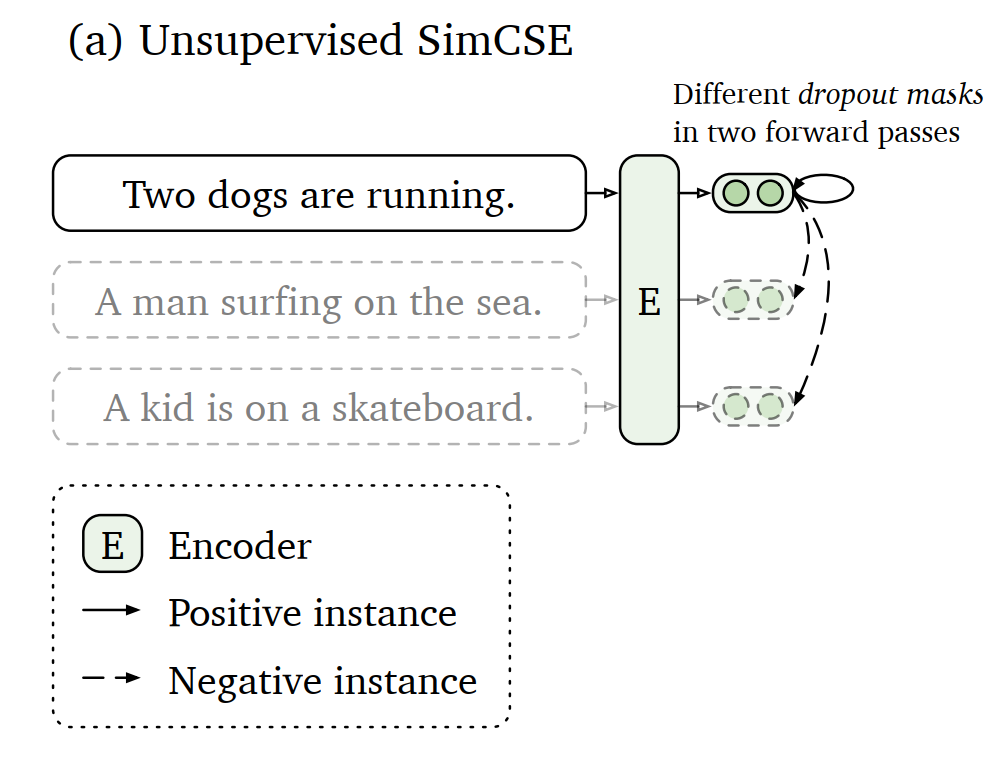 (a) Unsupervised SimCSE
Different dropout masks
in two forward passes
Two dogs are running.
A man surfing on the sea.
E
A kid is on a skateboard.
E Encoder
Positive instance
Negative instance